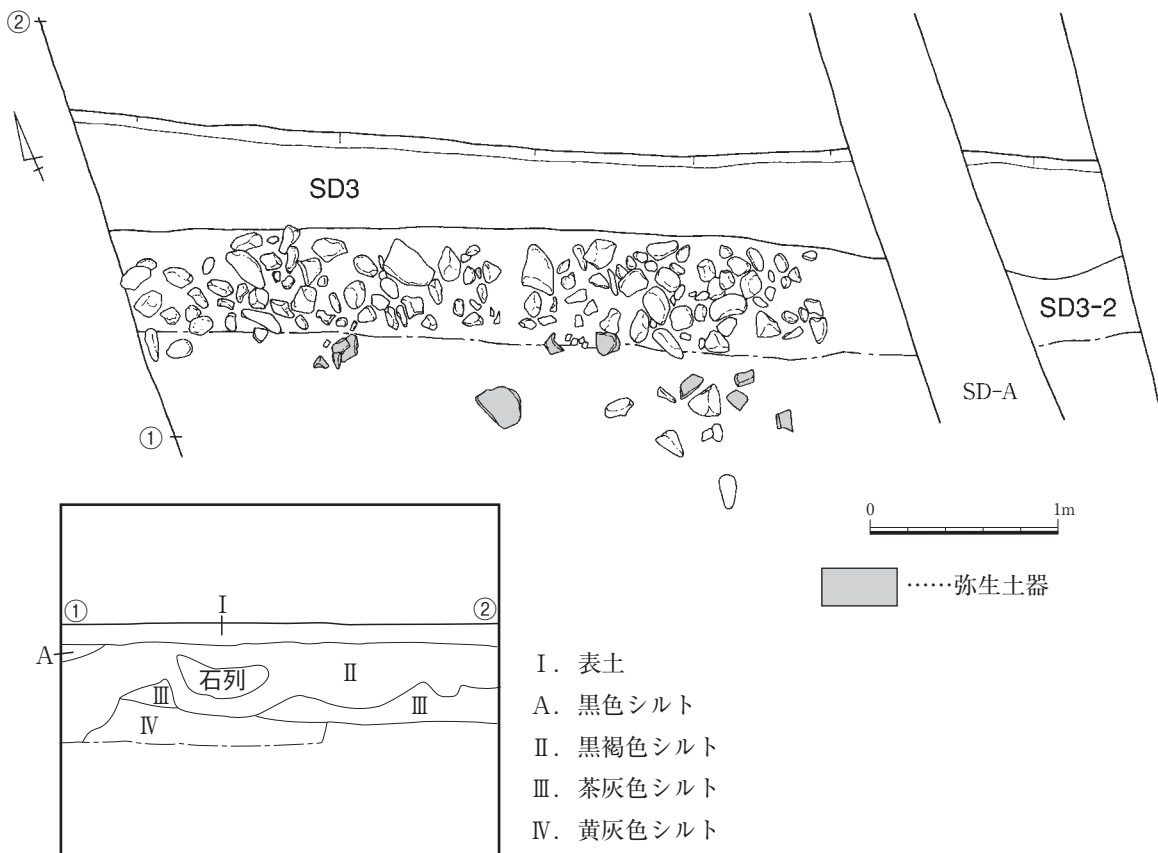 ②
SD3
SD3-2
SD-A
①
0 1m
……弥生土器
① Ⅰ ②
A
石列
Ⅱ
Ⅲ
Ⅲ
Ⅳ
Ⅰ．表土
A．黒色シルト
Ⅱ．黒褐色シルト
Ⅲ．茶灰色シルト
Ⅳ．黄灰色シルト